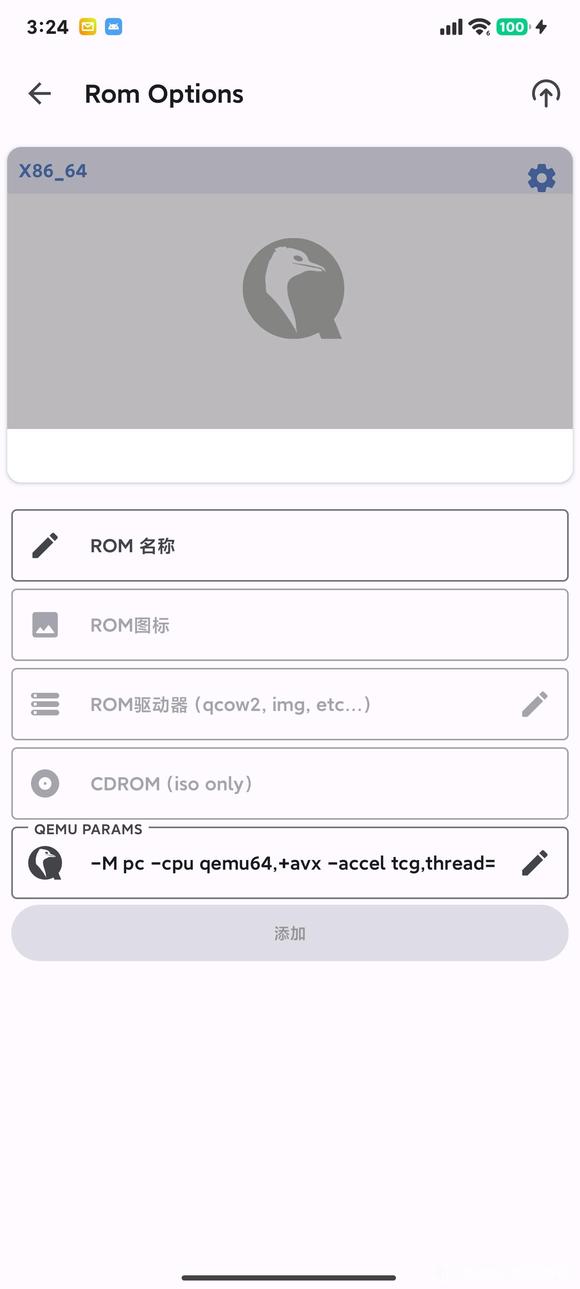 3:24
100
Rom Options
X86_64
ROM 名称
ROM图标
ROM驱动器 (qcow2, img, etc...)
CDROM (iso only)
QEMU PARAMS
-M pc -cpu qemu64,+avx -accel tcg,thread=
添加